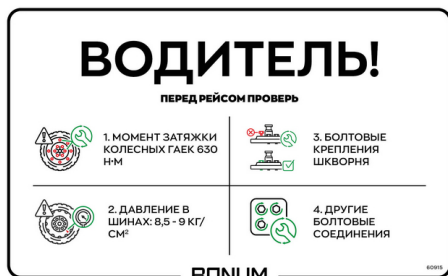 ВОДИТЕЛЬ!
ПЕРЕД РЕЙСОМ ПРОВЕРЬ
1. МОМЕНТ ЗАТЯЖКИ
КОЛЕСНЫХ ГАЕК 630
Н•М
2. ДАВЛЕНИЕ В
ШИНАХ: 8,5 - 9 КГ/
СМ²
3. БОЛТОВЫЕ
КРЕПЛЕНИЯ
ШКВОРНЯ
4. ДРУГИЕ
БОЛТОВЫЕ
СОЕДИНЕНИЯ
BONUM
60915